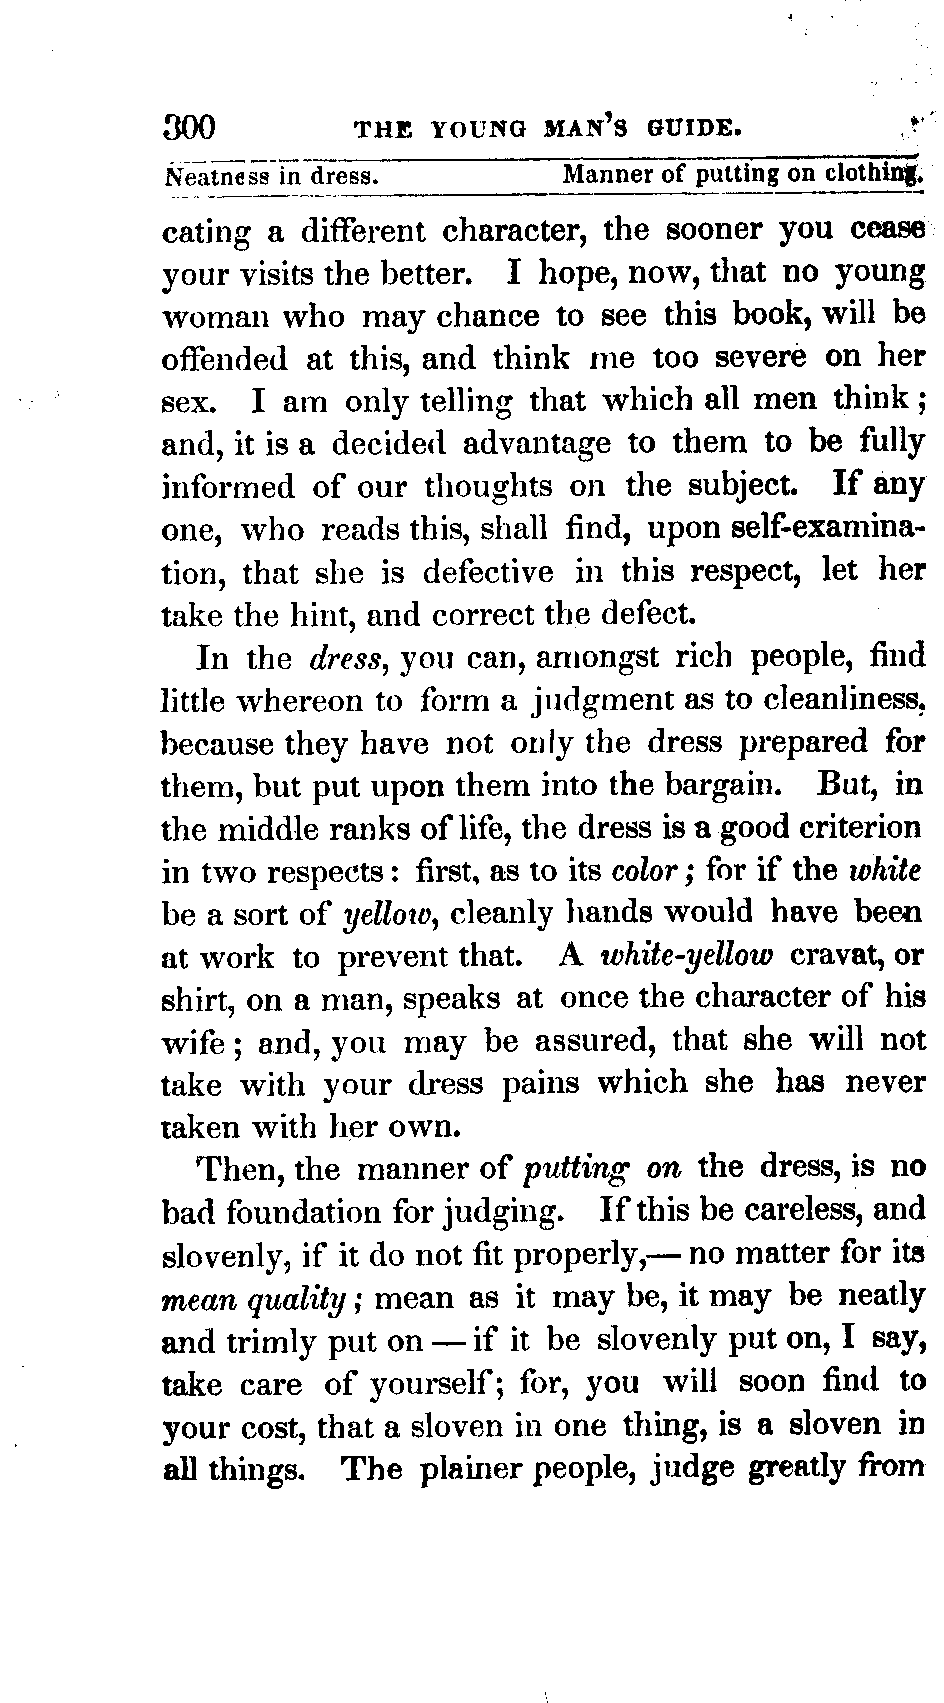 300 THE YOUNG MAN'S GUIDE.
Neatness in dress. Manner of putting on clothing.
cating a different character, the sooner you cease
your visits the better. I hope, now, that no young
woman who may chance to see this book, will be
offended at this, and think me too severe on her
sex. I am only telling that which all men think;
and, it is a decided advantage to them to be fully
informed of our thoughts on the subject. If any
one, who reads this, shall find, upon self-examina-
tion, that she is defective in this respect, let her
take the hint, and correct the defect.
In the dress, you can, amongst rich people, find
little whereon to form a judgment as to cleanliness,
because they have not only the dress prepared for
them, but put upon them into the bargain. But, in
the middle ranks of life, the dress is a good criterion
in two respects: first, as to its color; for if the white
be a sort of yellow, cleanly hands would have been
at work to prevent that. A white-yellow cravat, or
shirt, on a man, speaks at once the character of his
wife; and, you may be assured, that she will not
take with your dress pains which she has never
taken with her own.
Then, the manner of putting on the dress, is no
bad foundation for judging. If this be careless, and
slovenly, if it do not fit properly,— no matter for its
mean quality; mean as it may be, it may be neatly
and trimly put on — if it be slovenly put on, I say,
take care of yourself; for, you will soon find to
your cost, that a sloven in one thing, is a sloven in
all things. The plainer people, judge greatly from